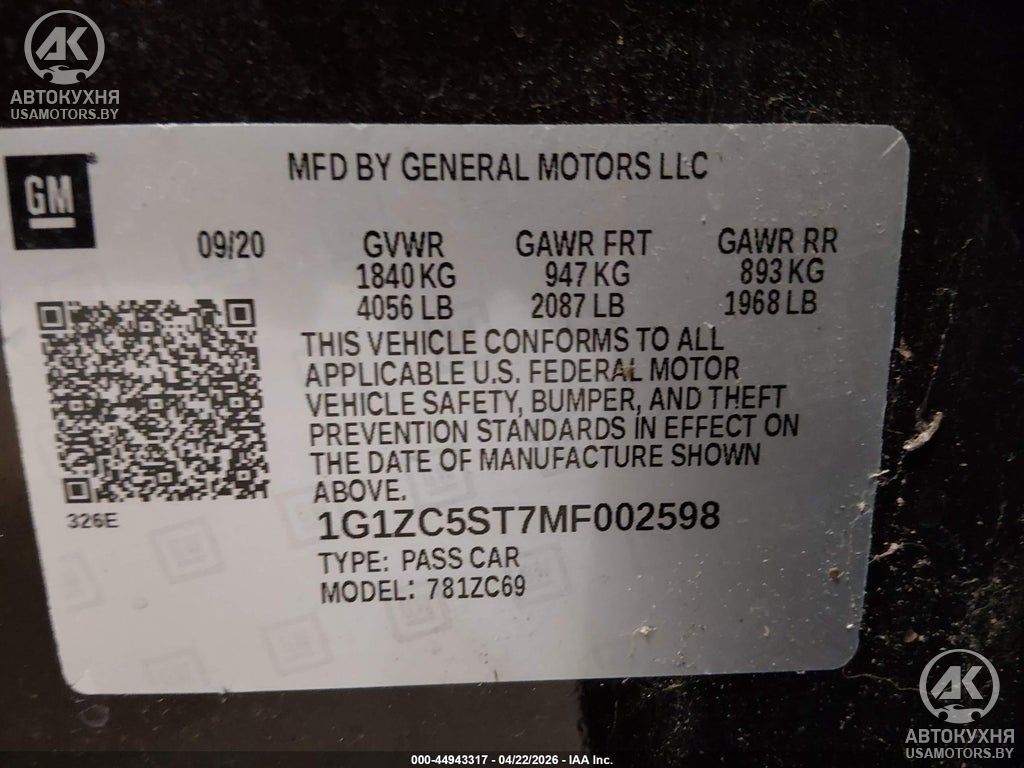 АК
АВТОКУХНЯ
USAMOTORS.BY
GM
MFD BY GENERAL MOTORS LLC
09/20 GVWR GAWR FRT GAWR RR
1840 KG 947 KG 893 KG
4056 LB 2087 LB 1968 LB
THIS VEHICLE CONFORMS TO ALL
APPLICABLE U.S. FEDERAL MOTOR
VEHICLE SAFETY, BUMPER, AND THEFT
PREVENTION STANDARDS IN EFFECT ON
THE DATE OF MANUFACTURE SHOWN
ABOVE.
326E
1G1ZC5ST7MF002598
TYPE: PASS CAR
MODEL: 781ZC69
АК
АВТОКУХНЯ
USAMOTORS.BY
000-44943317 - 04/22/2026 - IAA Inc.